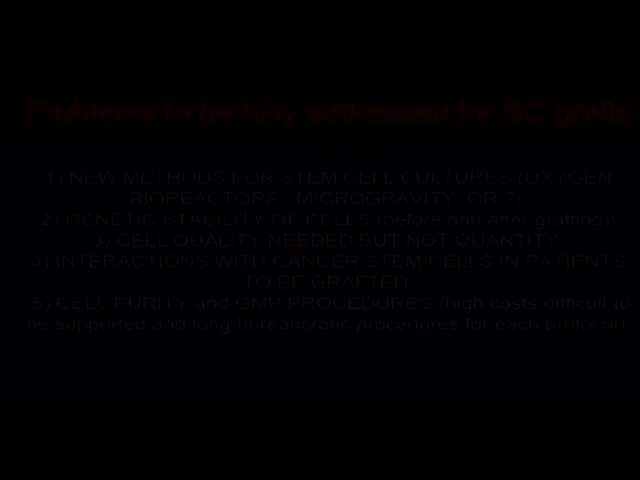 Problems to be fully addressed for SC grafts
1) NEW METHODS FOR STEM CELL CULTURES (OXYGEN
BIOREACTORS, MICROGRAVITY, OR ?)
2) GENETIC STABILITY OF CELLS (before and after grafting)
3) CELL QUALITY NEEDED BUT NOT QUANTITY
4) INTERACTIONS WITH CANCER STEM CELLS IN PATIENTS
TO BE GRAFTED
5) CELL PURITY and GMP PROCEDURES (high costs difficult to
be supported and long bureaucratic procedures for each protocol)